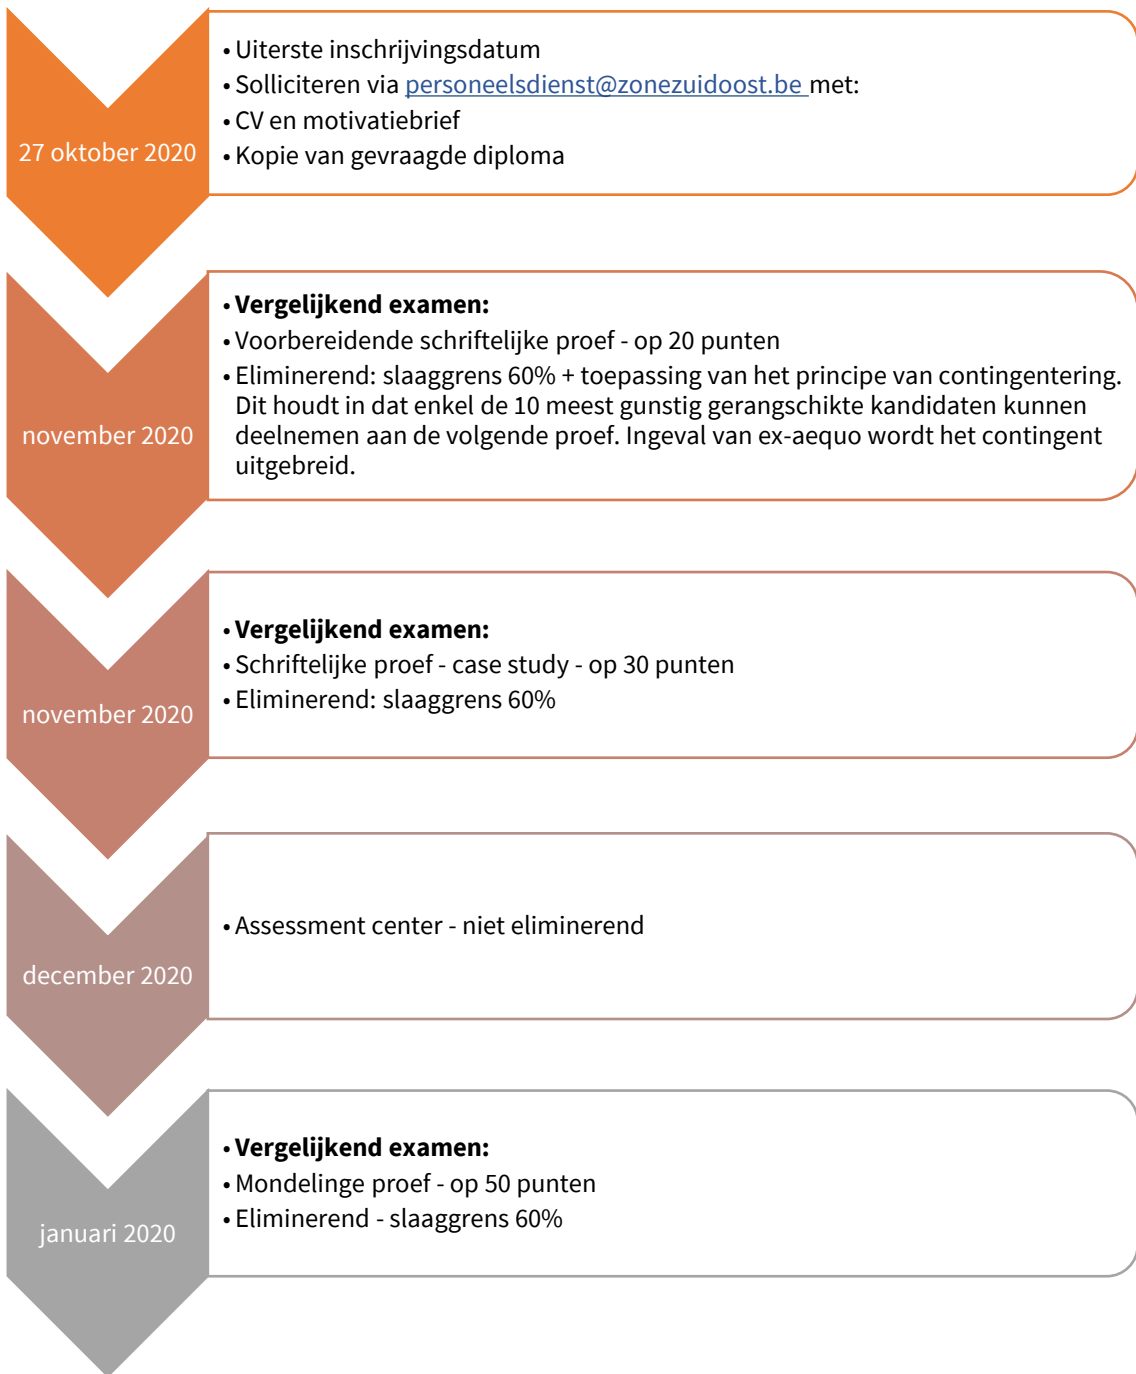 27 oktober 2020
• Uiterste inschrijvingsdatum
• Solliciteren via personeelsdienst@zonezuidoost.be met:
• CV en motivatiebrief
• Kopie van gevraagde diploma
november 2020
• Vergelijkend examen:
• Voorbereidende schriftelijke proef - op 20 punten
• Eliminerend: slaaggrens 60% + toepassing van het principe van contingentering.
Dit houdt in dat enkel de 10 meest gunstig gerangschikte kandidaten kunnen
deelnemen aan de volgende proef. Ingeval van ex-aequo wordt het contingent
uitgebreid.
november 2020
• Vergelijkend examen:
• Schriftelijke proef - case study - op 30 punten
• Eliminerend: slaaggrens 60%
december 2020
• Assessment center - niet eliminerend
januari 2020
• Vergelijkend examen:
• Mondelinge proef - op 50 punten
• Eliminerend - slaaggrens 60%